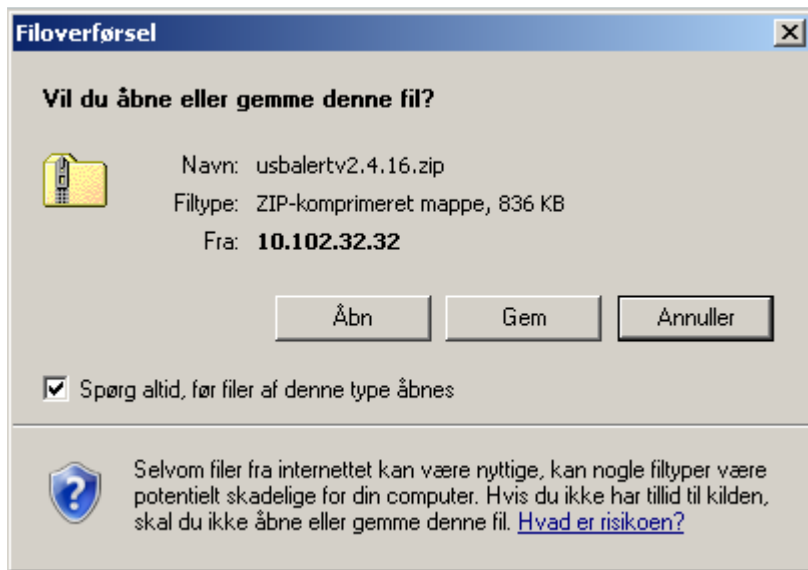 Filoverførsel
Vil du åbne eller gemme denne fil?
Navn: usbalertv2.4.16.zip
Filtype: ZIP-komprimeret mappe, 836 KB
Fra: 10.102.32.32
Åbn Gem Annuller
Spørg altid, før filer af denne type åbnes
Selvom filer fra internettet kan være nyttige, kan nogle filtyper være
potentielt skadelige for din computer. Hvis du ikke har tillid til kilden,
skal du ikke åbne eller gemme denne fil. Hvad er risikoen?